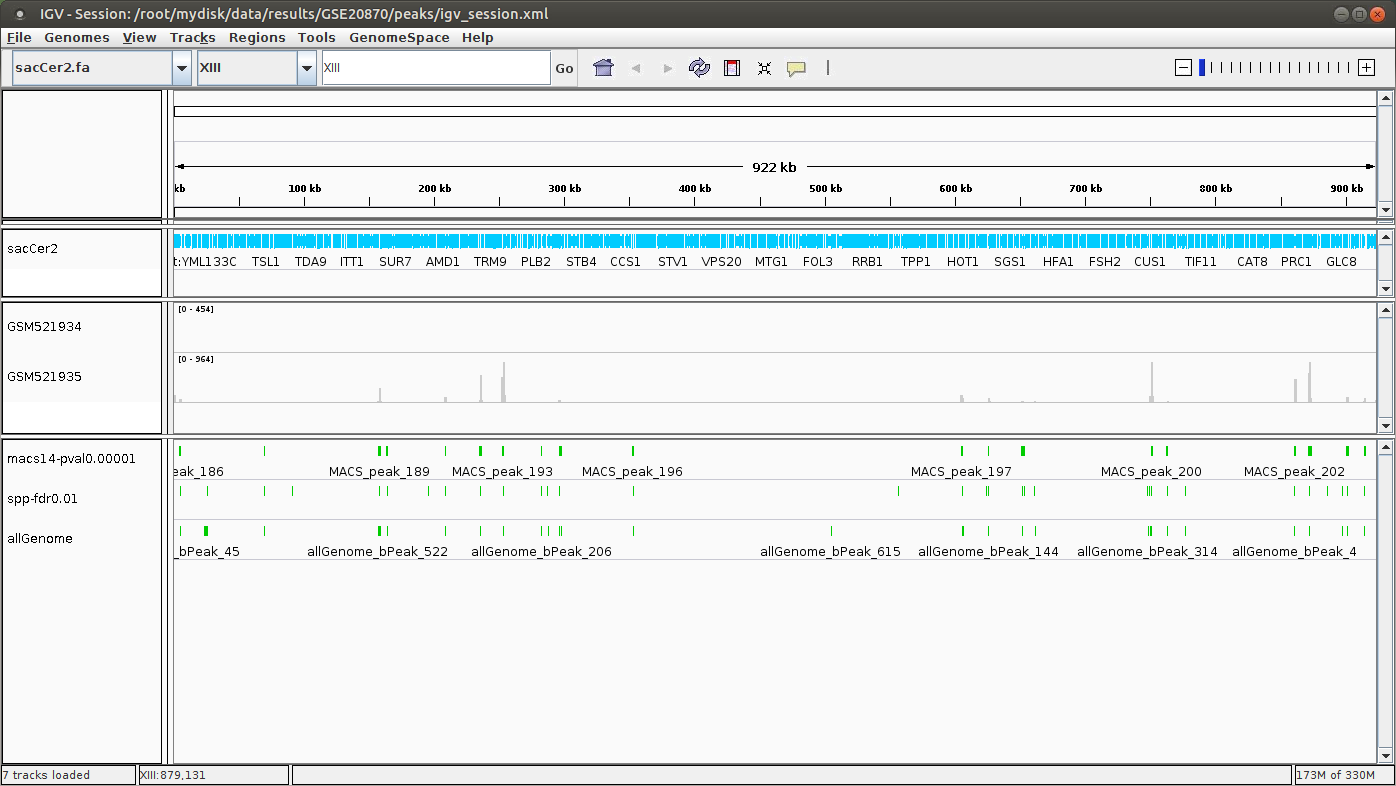 IGV - Session: /root/mydisk/data/results/GSE20870/peaks/igv_session.xml
File Genomes View Tracks Regions Tools GenomeSpace Help
sacCer2.fa XIII XIII Go
922 kb
kb 100 kb 200 kb 300 kb 400 kb 500 kb 600 kb 700 kb 800 kb 900 kb
sacCer2
t:YML133C TSL1 TDA9 ITT1 SUR7 AMD1 TRM9 PLB2 STB4 CCS1 STV1 VPS20 MTG1 FOL3 RRB1 TPP1 HOT1 SGS1 HFA1 FSH2 CUS1 TIF11 CAT8 PRC1 GLC8
[0 - 454]
GSM521934
[0 - 964]
GSM521935
macs14-pval0.00001
eak_186 MACS_peak_189 MACS_peak_193 MACS_peak_196 MACS_peak_197 MACS_peak_200 MACS_peak_202
spp-fdr0.01
allGenome
_bPeak_45 allGenome_bPeak_522 allGenome_bPeak_206 allGenome_bPeak_615 allGenome_bPeak_144 allGenome_bPeak_314 allGenome_bPeak_4
7 tracks loaded XIII:879,131 173M of 330M